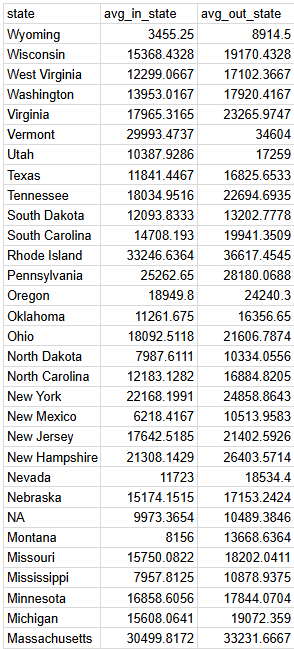 state avg_in_state avg_out_state
Wyoming 3455.25 8914.5
Wisconsin 15368.4328 19170.4328
West Virginia 12299.0667 17102.3667
Washington 13953.0167 17920.4167
Virginia 17965.3165 23265.9747
Vermont 29993.4737 34604
Utah 10387.9286 17259
Texas 11841.4467 16825.6533
Tennessee 18034.9516 22694.6935
South Dakota 12093.8333 13202.7778
South Carolina 14708.193 19941.3509
Rhode Island 33246.6364 36617.4545
Pennsylvania 25262.65 28180.0688
Oregon 18949.8 24240.3
Oklahoma 11261.675 16356.65
Ohio 18092.5118 21606.7874
North Dakota 7987.6111 10334.0556
North Carolina 12183.1282 16884.8205
New York 22168.1991 24858.8643
New Mexico 6218.4167 10513.9583
New Jersey 17642.5185 21402.5926
New Hampshire 21308.1429 26403.5714
Nevada 11723 18534.4
Nebraska 15174.1515 17153.2424
NA 9973.3654 10489.3846
Montana 8156 13668.6364
Missouri 15750.0822 18202.0411
Mississippi 7957.8125 10878.9375
Minnesota 16858.6056 17844.0704
Michigan 15608.0641 19072.359
Massachusetts 30499.8172 33231.6667